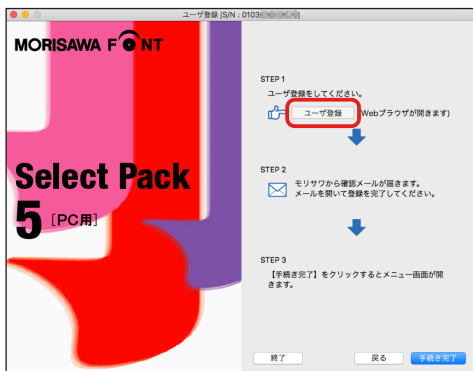 ユーザ登録 [S/N : 0103
MORISAWA FONT
Select Pack
5 [PC用]
STEP 1
ユーザ登録をしてください。
ユーザ登録 Webブラウザが開きます)
STEP 2
モリサワから確認メールが届きます。
メールを開いて登録を完了してください。
STEP 3
【手続き完了】をクリックするとメニュー画面が開
きます。
終了 戻る 手続き完了